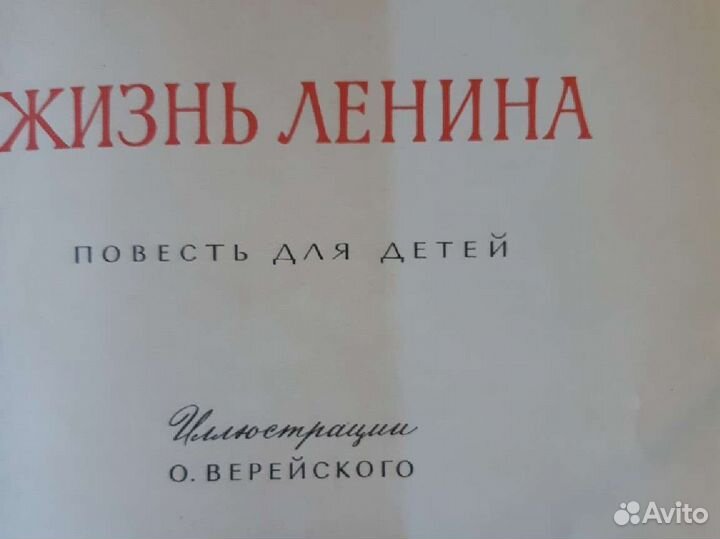 ЖИЗНЬ ЛЕНИНА
ПОВЕСТЬ ДЛЯ ДЕТЕЙ
Иллюстрации
О. ВЕРЕЙСКОГО
Avito